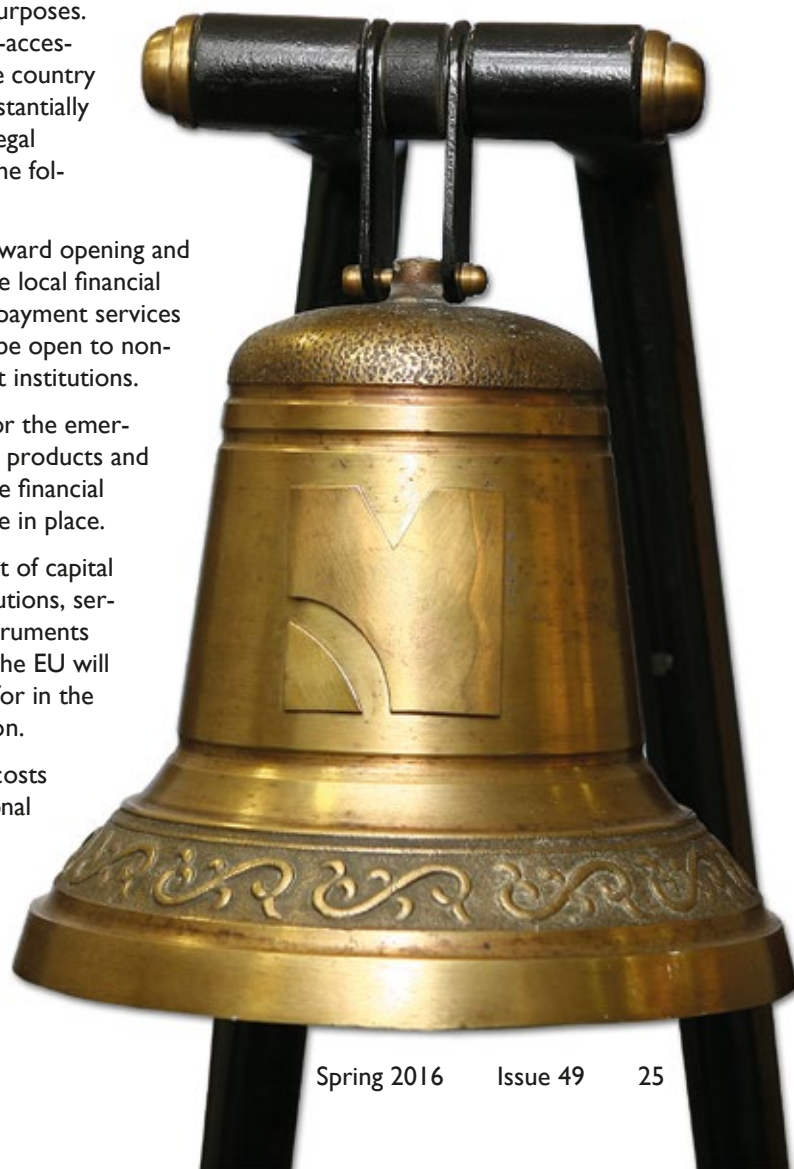 urposes.
-acces-
e country
stantially
egal
he fol-
ward opening and
e local financial
payment services
be open to non-
t institutions.
or the emer-
products and
e financial
e in place.
t of capital
utions, ser-
ruments
he EU will
for in the
on.
costs
onal
Spring 2016 Issue 49 25